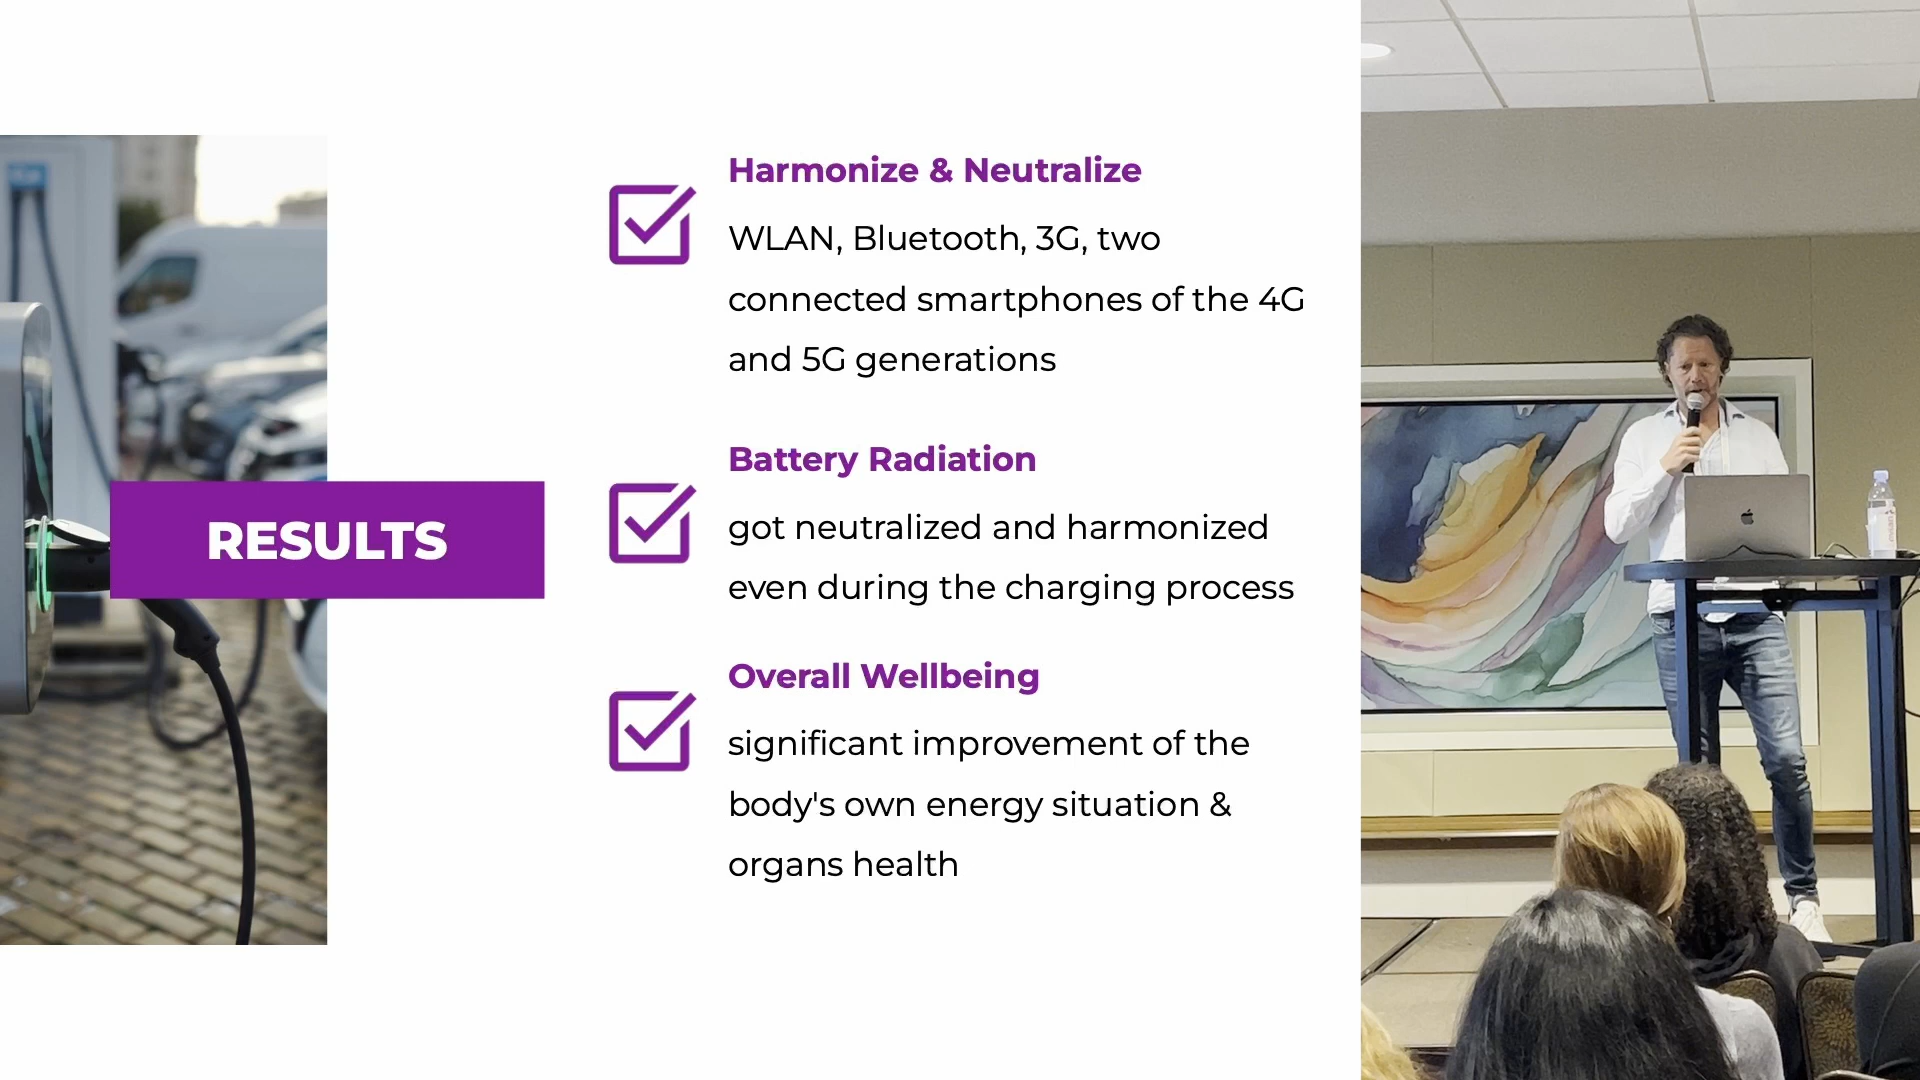 RESULTS
Harmonize & Neutralize
WLAN, Bluetooth, 3G, two
connected smartphones of the 4G
and 5G generations
Battery Radiation
got neutralized and harmonized
even during the charging process
Overall Wellbeing
significant improvement of the
body's own energy situation &
organs health
evian